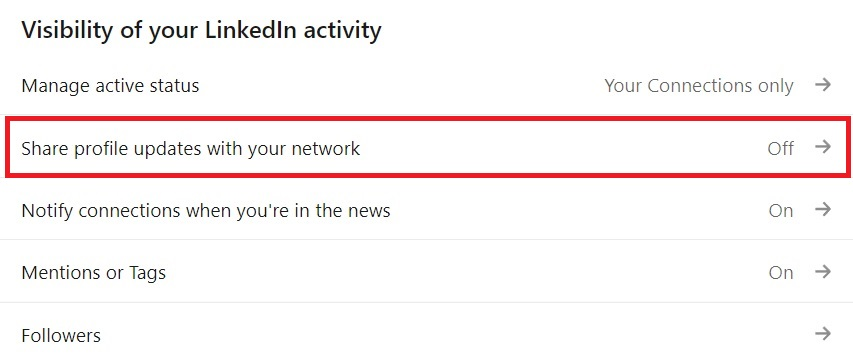 Visibility of your LinkedIn activity
Manage active status Your Connections only
Share profile updates with your network Off
Notify connections when you're in the news On
Mentions or Tags On
Followers